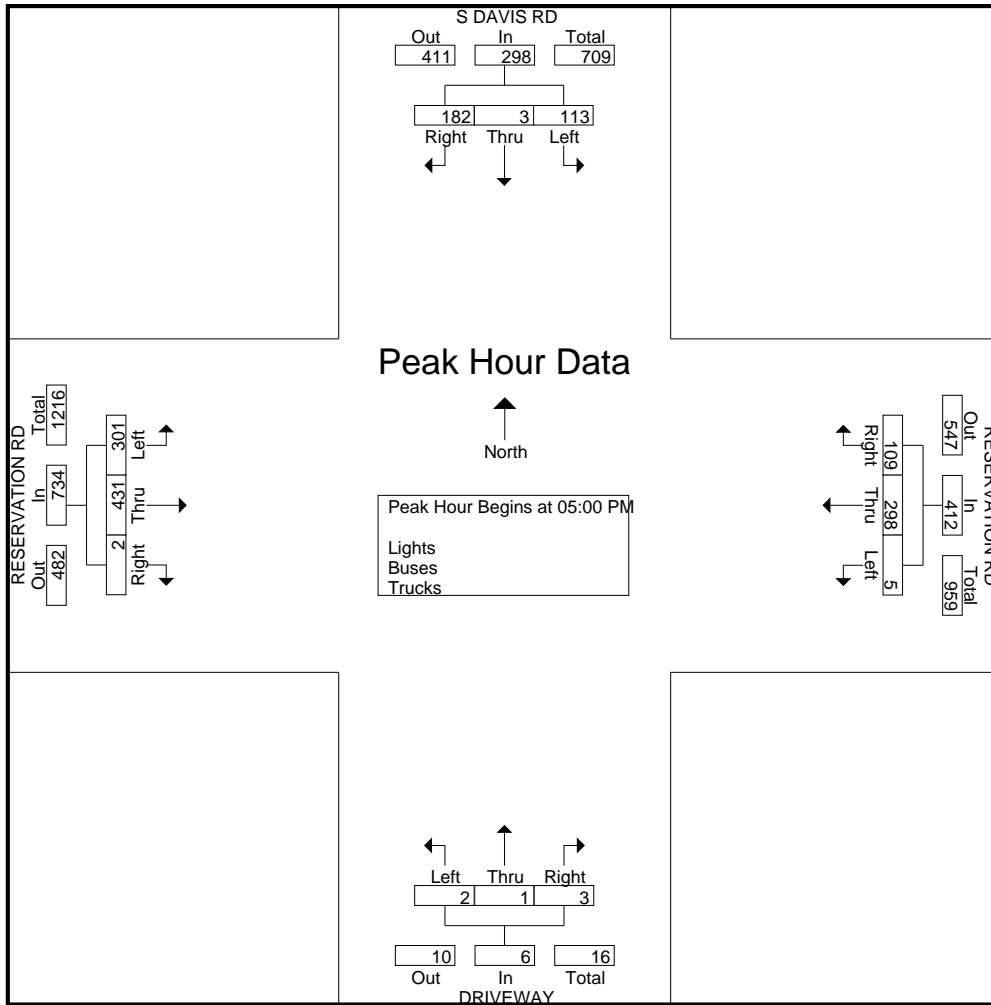 S DAVIS RD
Out In Total
411 298 709
182 3 113
Right Thru Left
Peak Hour Data
North
Peak Hour Begins at 05:00 PM
Lights
Buses
Trucks
RESERVATION RD
Total In Out
1216 734 482
301 431 2
Left Thru Right
RESERVATION RD
Out In Total
547 412 959
109 298 5
Right Thru Left
Left Thru Right
2 1 3
10 6 16
Out In Total
DRIVEWAY